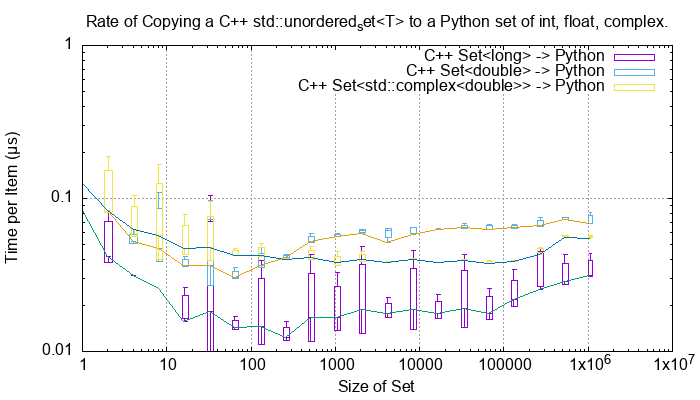 Rate of Copying a C++ std::unordered_set<T> to a Python set of int, float, complex.
C++ Set<long> -> Python
C++ Set<double> -> Python
C++ Set<std::complex<double>> -> Python
Time per Item (µs)
1
0.1
0.01
1 10 100 1000 10000 100000 1x10^6 1x10^7
Size of Set